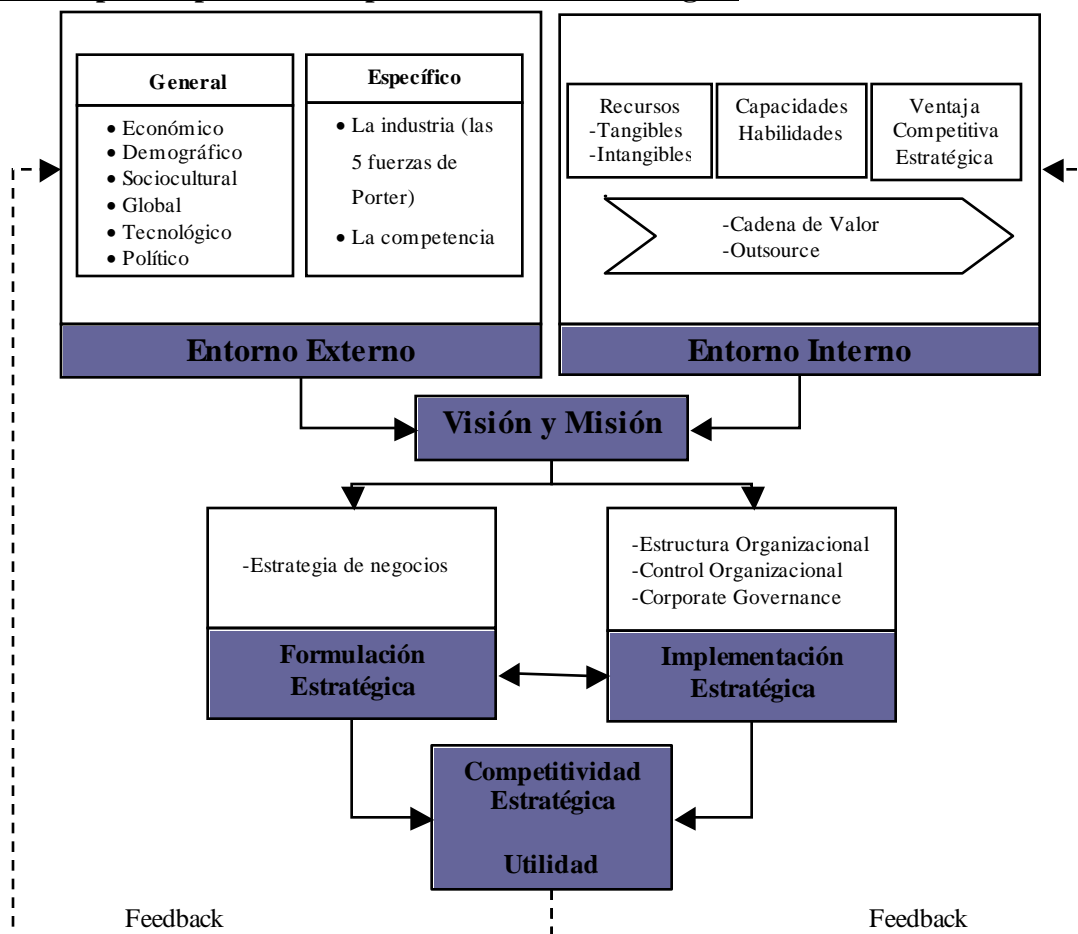 General
• Económico
• Demográfico
• Sociocultural
• Global
• Tecnológico
• Político
Específico
• La industria (las
5 fuerzas de
Porter)
• La competencia
Entorno Externo
Recursos
-Tangibles
-Intangibles
Capacidades
Habilidades
Ventaja
Competitiva
Estratégica
-Cadena de Valor
-Outsource
Entorno Interno
Visión y Misión
-Estrategia de negocios
Formulación
Estratégica
-Estructura Organizacional
-Control Organizacional
-Corporate Governance
Implementación
Estratégica
Competitividad
Estratégica
Utilidad
Feedback
Feedback